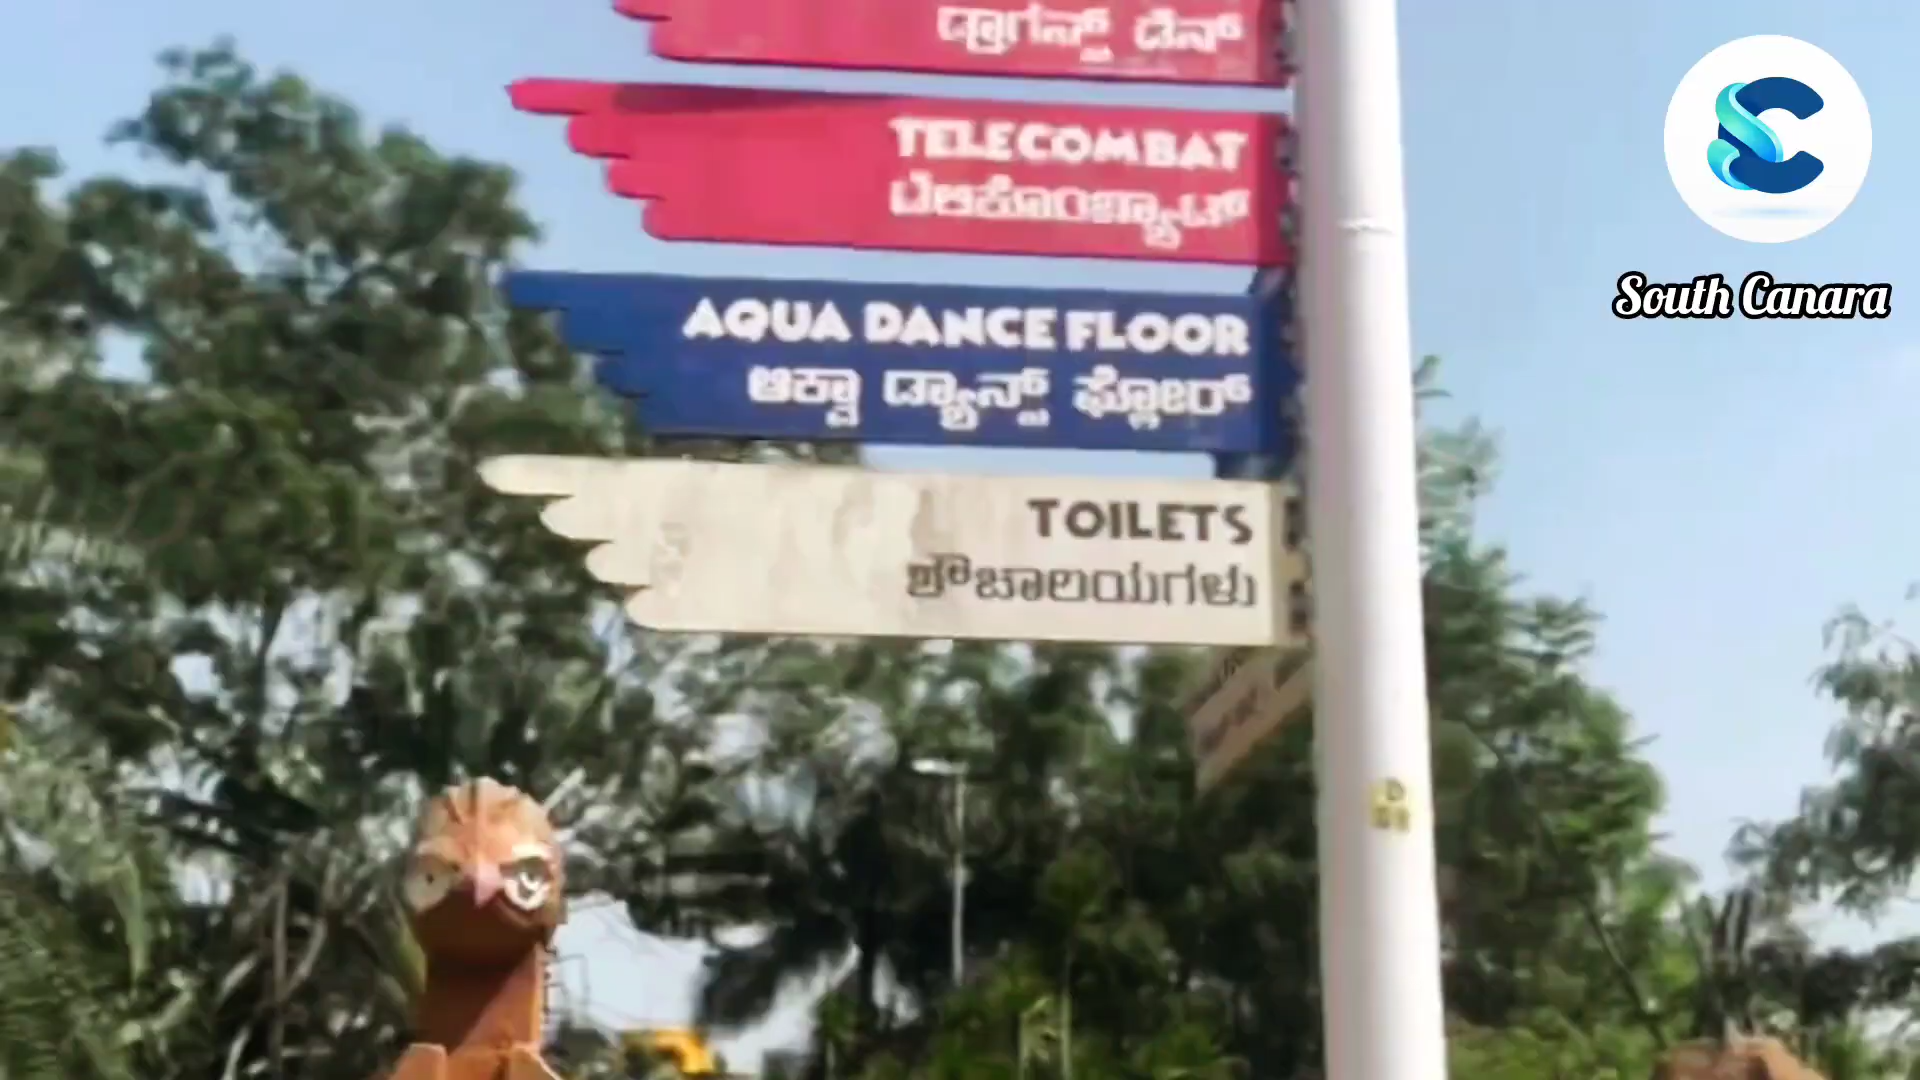 ಡ್ರಾಗನ್ಸ್ ಡೆನ್
TELECOMBAT
ಟೆಲಿಕೊಂಬ್ಯಾಟ್
AQUA DANCE FLOOR
ಆಕ್ವಾ ಡ್ಯಾನ್ಸ್ ಫ್ಲೋರ್
TOILETS
ಶೌಚಾಲಯಗಳು
South Canara